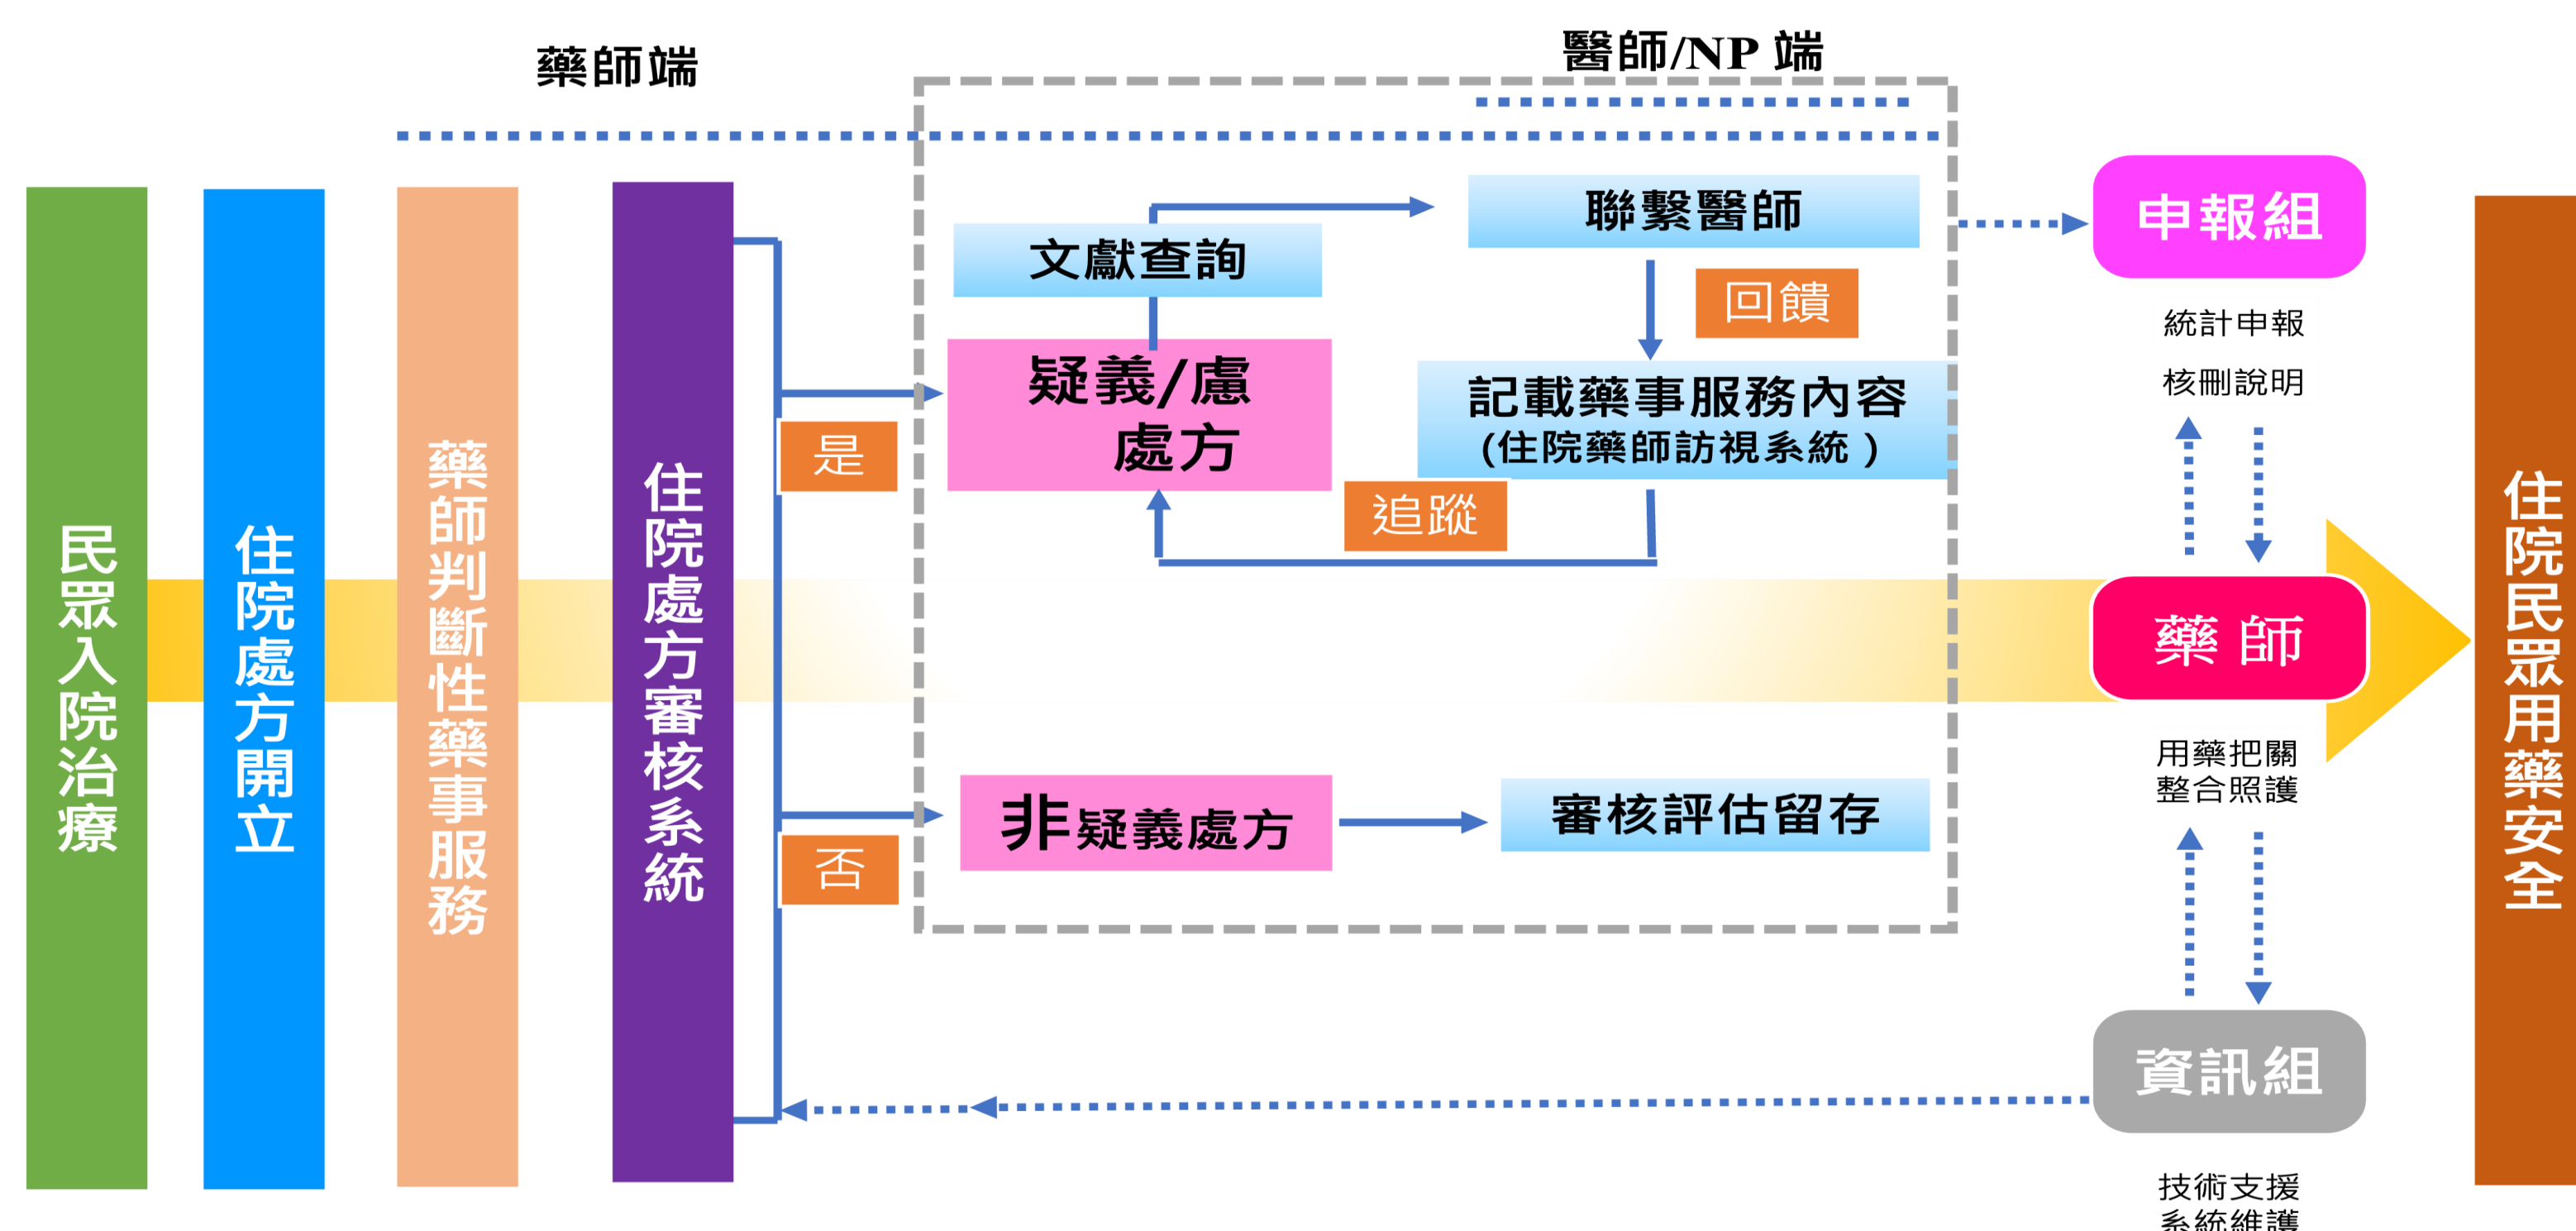 藥師端
醫師/NP 端
民眾入院治療
住院處方開立
藥師判斷性藥事服務
住院處方審核系統
是
否
文獻查詢
疑義/慮
處方
聯繫醫師
回饋
記載藥事服務內容
(住院藥師訪視系統)
追蹤
非疑義處方
審核評估留存
申報組
統計申報
核刪說明
藥師
用藥把關
整合照護
資訊組
技術支援
系統維護
住院民眾用藥安全